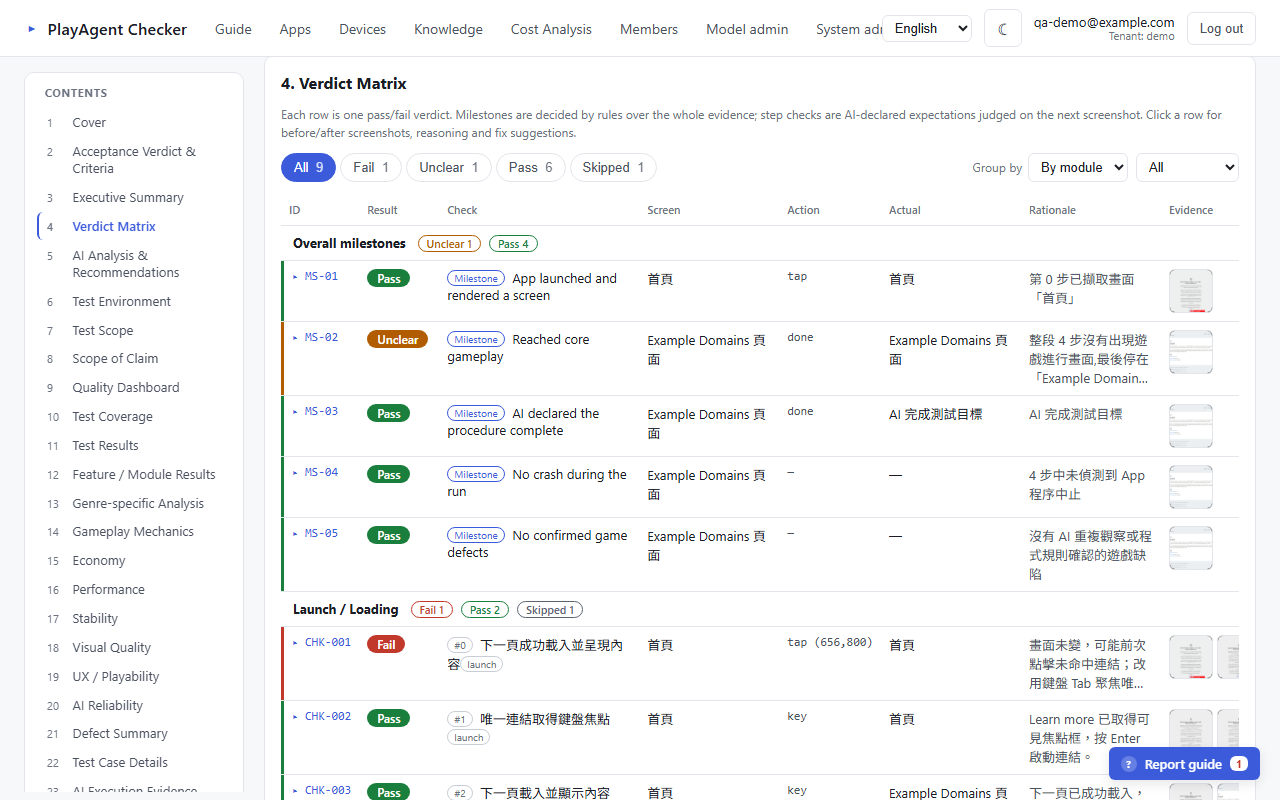 PlayAgent Checker
Guide
Apps
Devices
Knowledge
Cost Analysis
Members
Model admin
System adr
English
qa-demo@example.com
Tenant: demo
Log out
CONTENTS
1 Cover
2 Acceptance Verdict &
Criteria
3 Executive Summary
4 Verdict Matrix
5 AI Analysis &
Recommendations
6 Test Environment
7 Test Scope
8 Scope of Claim
9 Quality Dashboard
10 Test Coverage
11 Test Results
12 Feature / Module Results
13 Genre-specific Analysis
14 Gameplay Mechanics
15 Economy
16 Performance
17 Stability
18 Visual Quality
19 UX / Playability
20 AI Reliability
21 Defect Summary
22 Test Case Details
23 AI Execution Evidence
4. Verdict Matrix
Each row is one pass/fail verdict. Milestones are decided by rules over the whole evidence; step checks are AI-declared expectations judged on the next screenshot. Click a row for
before/after screenshots, reasoning and fix suggestions.
All 9
Fail 1
Unclear 1
Pass 6
Skipped 1
Group by
By module
All
ID Result Check Screen Action Actual Rationale Evidence
Overall milestones Unclear 1 Pass 4
MS-01 Pass Milestone App launched and 首頁 tap 首頁 第 0 步已擷取畫面
rendered a screen 「首頁」
MS-02 Unclear Milestone Reached core Example Domains 頁 done Example Domains 頁 整段 4 步沒有出現遊
gameplay 面 面 戲進行畫面,最後停在
「Example Domain...
MS-03 Pass Milestone AI declared the Example Domains 頁 done AI 完成測試目標 AI 完成測試目標
procedure complete 面
MS-04 Pass Milestone No crash during the Example Domains 頁 – — 4 步中未偵測到 App
run 面 程序中止
MS-05 Pass Milestone No confirmed game Example Domains 頁 – — 沒有 AI 重複觀察或程
defects 面 式規則確認的遊戲缺
陷
Launch / Loading Fail 1 Pass 2 Skipped 1
CHK-001 Fail #0 下一頁成功載入並呈現內 首頁 tap (656,800) 首頁 畫面未變，可能前次
容 launch 點擊未命中連結；改
用鍵盤 Tab 聚焦唯...
CHK-002 Pass #1 唯一連結取得鍵盤焦點 首頁 key 首頁 Learn more 已取得可
launch 見焦點框，按 Enter
啟動連結。
CHK-003 Pass #2 下一頁載入並顯示內容 首頁 key Example Domains 頁 下一頁已成功載入，
? Report guide 1